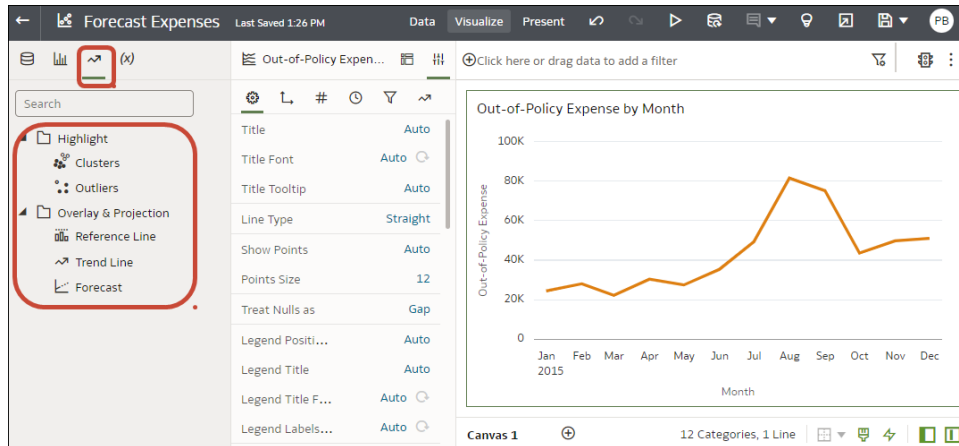 Forecast Expenses Last Saved 1:26 PM Data Visualize Present PB
(x)
Out-of-Policy Expen...
Click here or drag data to add a filter
Search
Highlight
Clusters
Outliers
Overlay & Projection
Reference Line
Trend Line
Forecast
#
Title Auto
Title Font Auto
Title Tooltip Auto
Line Type Straight
Show Points Auto
Points Size 12
Treat Nulls as Gap
Legend Positi... Auto
Legend Title Auto
Legend Title F... Auto
Legend Labels... Auto
Out-of-Policy Expense by Month
Out-of-Policy Expense
100K
80K
60K
40K
20K
0
Jan Feb Mar Apr May Jun Jul Aug Sep Oct Nov Dec
2015
Month
Canvas 1 12 Categories, 1 Line